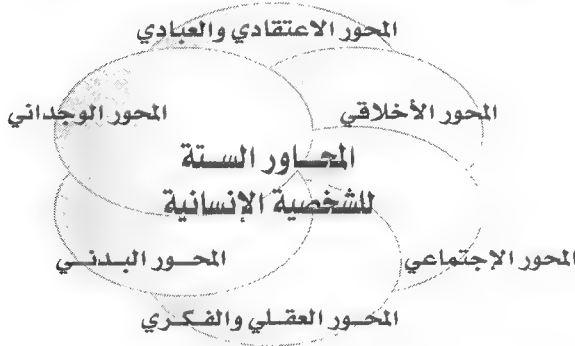 المحور الاعتقادي والعبادي
المحور الأخلاقي
المحور الوجداني
المحاور الستة
للشخصية الإنسانية
المحور الإجتماعي
المحور البدني
المحور العقلي والفكري